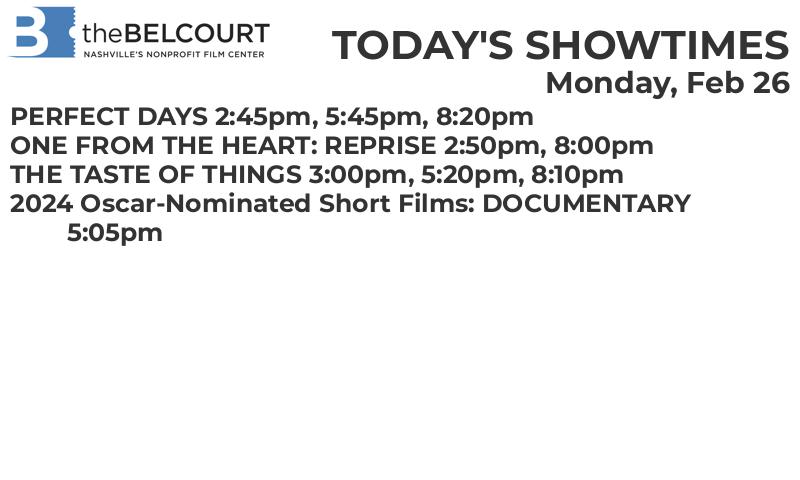 B theBELCOURT
NASHVILLE'S NONPROFIT FILM CENTER
TODAY'S SHOWTIMES
Monday, Feb 26
PERFECT DAYS 2:45pm, 5:45pm, 8:20pm
ONE FROM THE HEART: REPRISE 2:50pm, 8:00pm
THE TASTE OF THINGS 3:00pm, 5:20pm, 8:10pm
2024 Oscar-Nominated Short Films: DOCUMENTARY
5:05pm